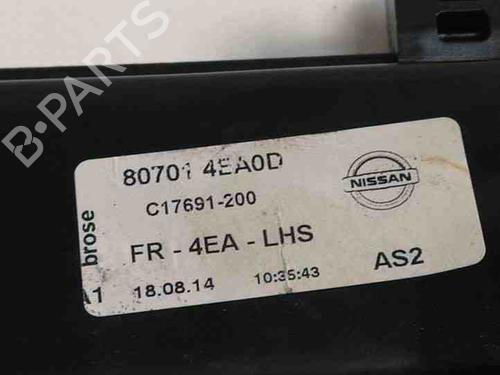 B-PARTS
80701 4EA0D
C17691-200
NISSAN
FR - 4EA - LHS
AS2
18.08.14 10:35:43
brose
A1